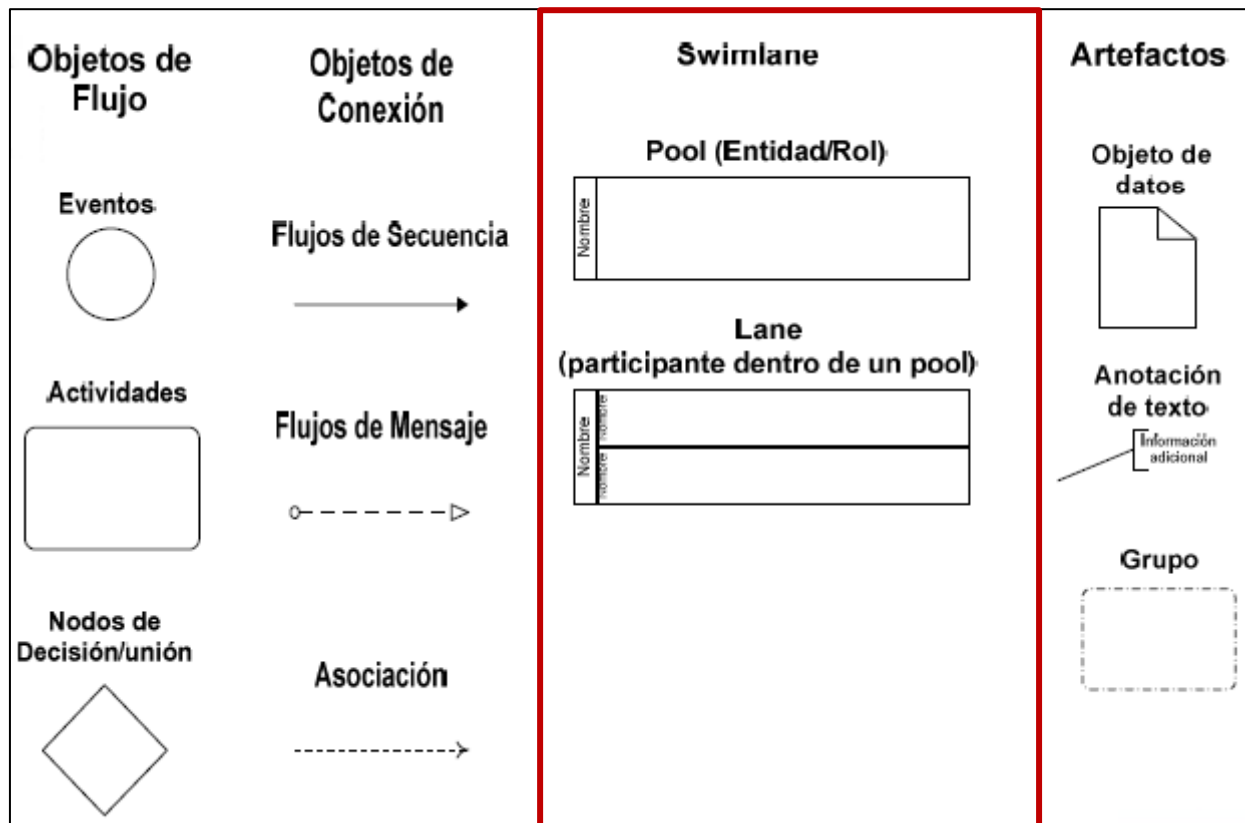 Objetos de
Flujo
Eventos
Actividades
Nodos de
Decisión/unión
Objetos de
Conexión
Flujos de Secuencia
Flujos de Mensaje
Asociación
Swimlane
Pool (Entidad/Rol)
Nombre
Lane
(participante dentro de un pool)
Nombre
Nombre
Nombre
Artefactos
Objeto de
datos
Anotación
de texto
Información
adicional
Grupo